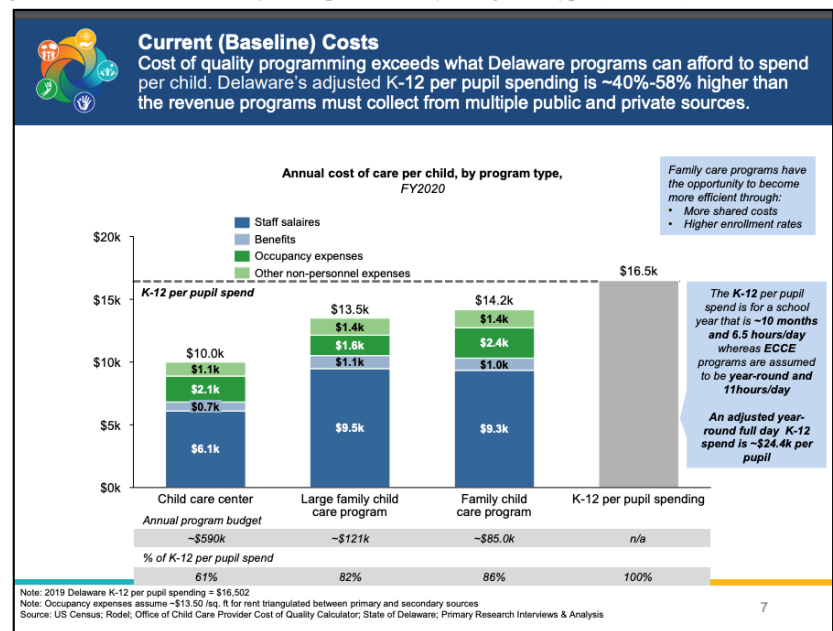 Current (Baseline) Costs
Cost of quality programming exceeds what Delaware programs can afford to spend
per child. Delaware's adjusted K-12 per pupil spending is ~40%-58% higher than
the revenue programs must collect from multiple public and private sources.
Annual cost of care per child, by program type,
FY2020
Family care programs have
the opportunity to become
more efficient through:
• More shared costs
• Higher enrollment rates
Staff salaires
Benefits
Occupancy expenses
Other non-personnel expenses
$20k
$15k
$10k
$5k
$0k
K-12 per pupil spend
$10.0k
$1.1k
$2.1k
$0.7k
$6.1k
$13.5k
$1.4k
$1.6k
$1.1k
$9.5k
$14.2k
$1.4k
$2.4k
$1.0k
$9.3k
$16.5k
The K-12 per pupil
spend is for a school
year that is ~10 months
and 6.5 hours/day
whereas ECCE
programs are assumed
to be year-round and
11hours/day
An adjusted year-
round full day K-12
spend is ~$24.4k per
pupil
Child care center
Large family child
care program
Family child
care program
K-12 per pupil spending
Annual program budget
~$590k ~$121k ~$85.0k n/a
% of K-12 per pupil spend
61% 82% 86% 100%
Note: 2019 Delaware K-12 per pupil spending = $16,502
Note: Occupancy expenses assume ~$13.50 /sq. ft for rent triangulated between primary and secondary sources
Source: US Census; Rodel; Office of Child Care Provider Cost of Quality Calculator; State of Delaware; Primary Research Interviews & Analysis
7